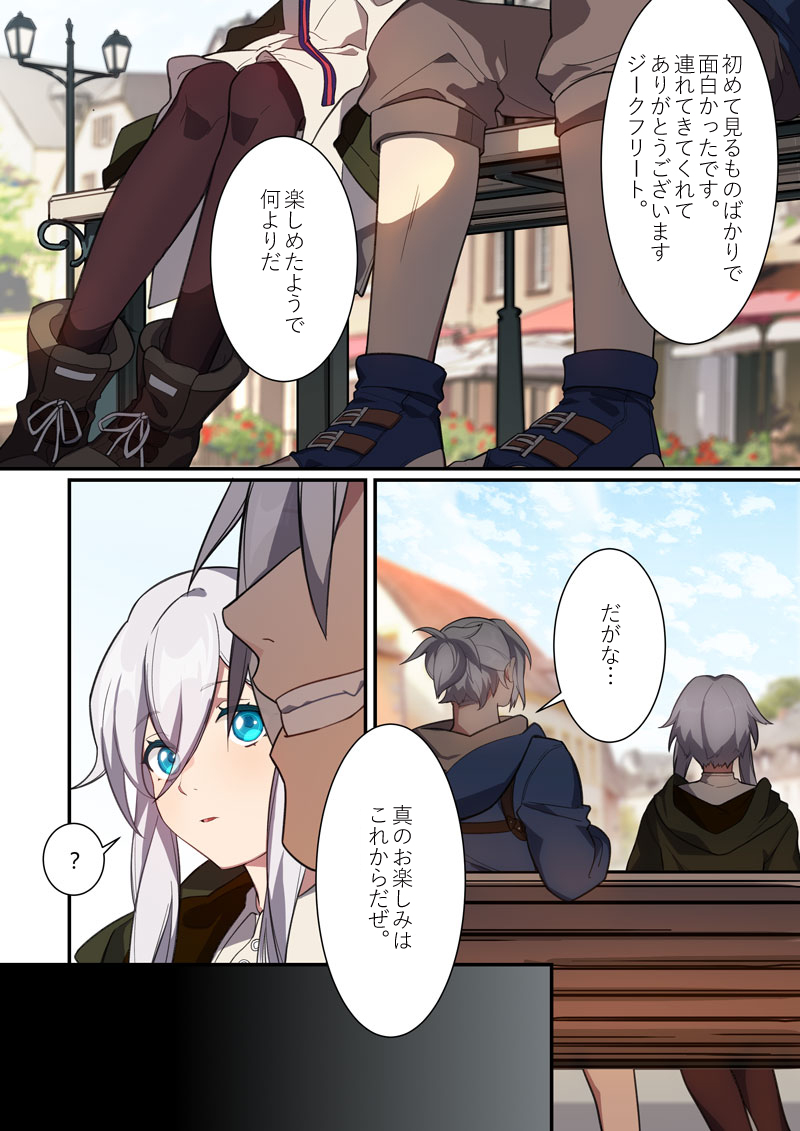 初めて見るものばかりで
面白かったです。
連れてきてくれて
ありがとうございます
ジークフリート。
楽しめたようで
何よりだ
だがな…
真のお楽しみは
これからだぜ。
?